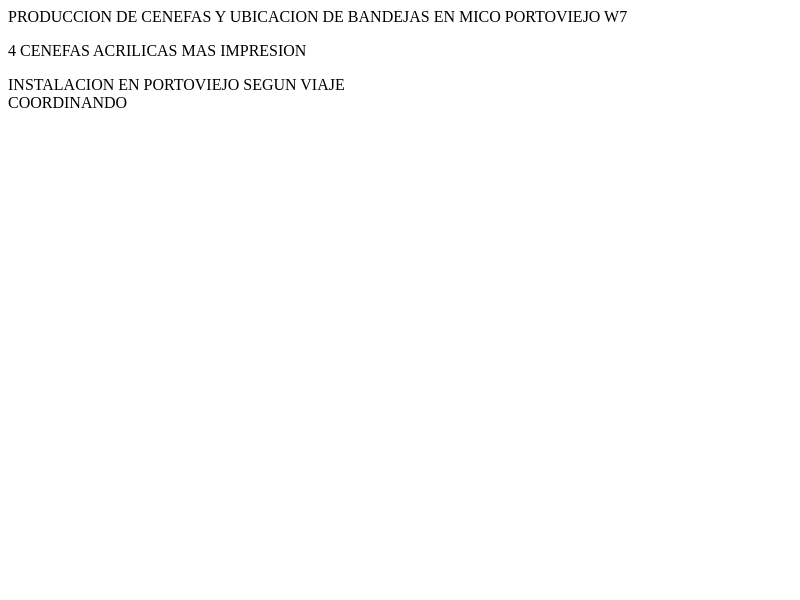 PRODUCCION DE CENEFAS Y UBICACION DE BANDEJAS EN MICO PORTOVIEJO W7
4 CENEFAS ACRILICAS MAS IMPRESION
INSTALACION EN PORTOVIEJO SEGUN VIAJE
COORDINANDO